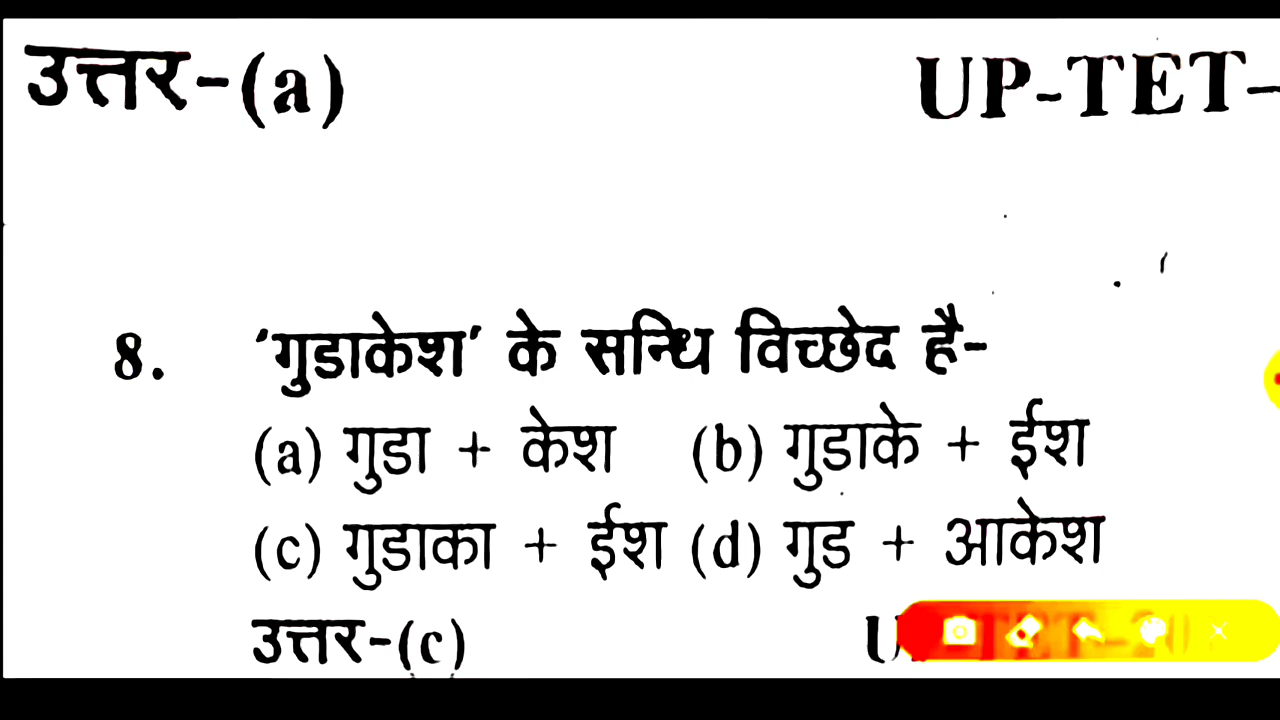 उत्तर-(a) UP-TET-
8. 'गुडाकेश' के सन्धि विच्छेद है-
(a) गुडा + केश (b) गुडाके + ईश
(c) गुडाका + ईश (d) गुड + आकेश
उत्तर-(c)